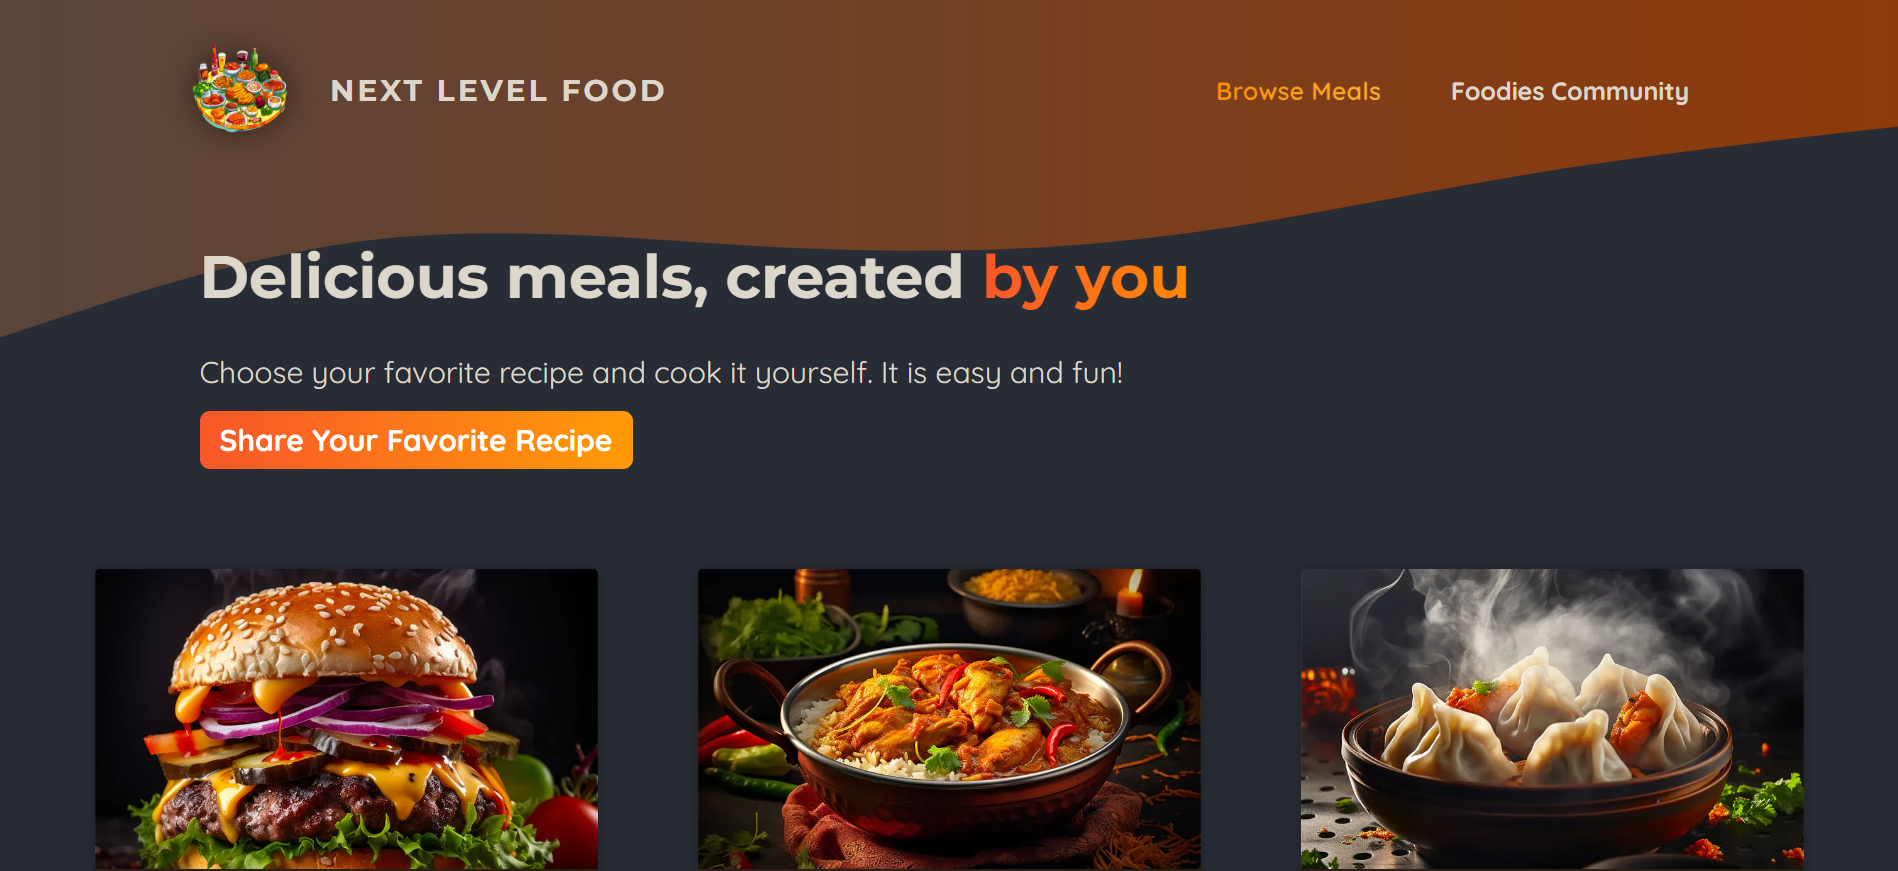 NEXT LEVEL FOOD
Browse Meals
Foodies Community
Delicious meals, created by you
Choose your favorite recipe and cook it yourself. It is easy and fun!
Share Your Favorite Recipe